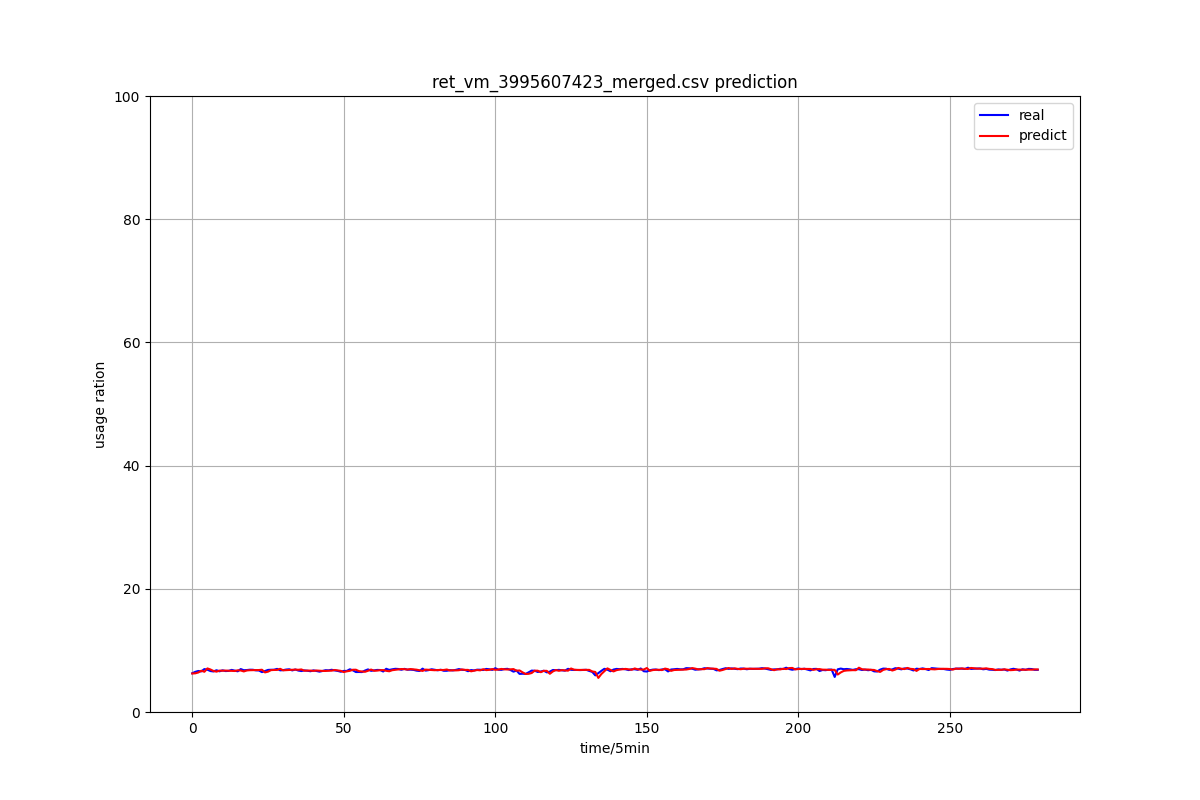 ret_vm_3995607423_merged.csv prediction
100
80
60
40
20
0
usage ration
real
predict
0 50 100 150 200 250
time/5min